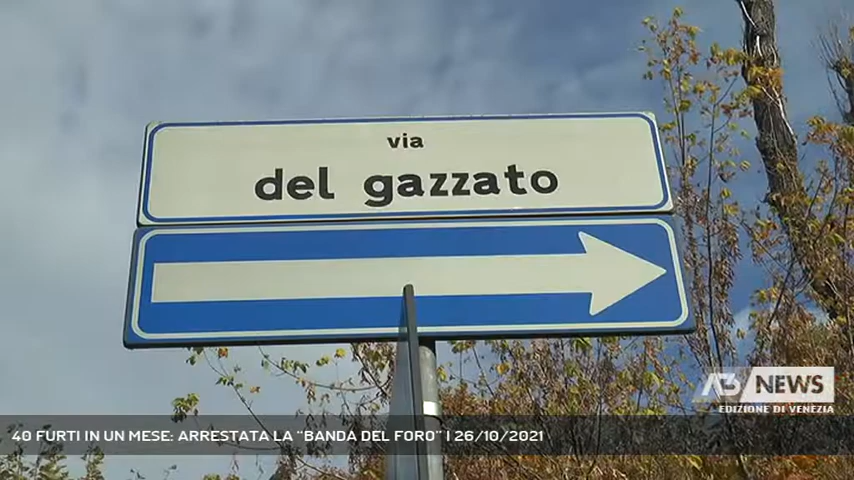 via
del gazzato
A3 NEWS
EDIZIONE DI VENEZIA
40 FURTI IN UN MESE: ARRESTATA LA "BANDA DEL FORO" | 26/10/2021